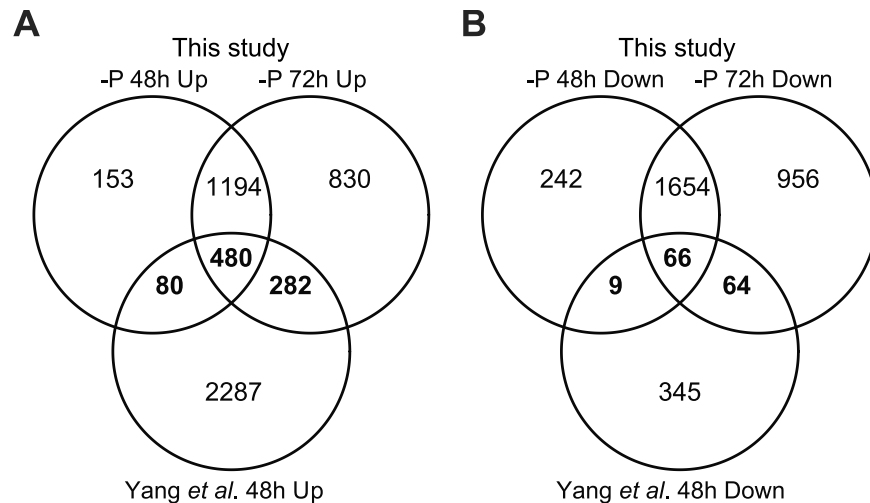 A
This study
-P 48h Up
-P 72h Up
153
1194
830
480
80
282
2287
Yang et al. 48h Up
B
This study
-P 48h Down
-P 72h Down
242
1654
956
66
9
64
345
Yang et al. 48h Down